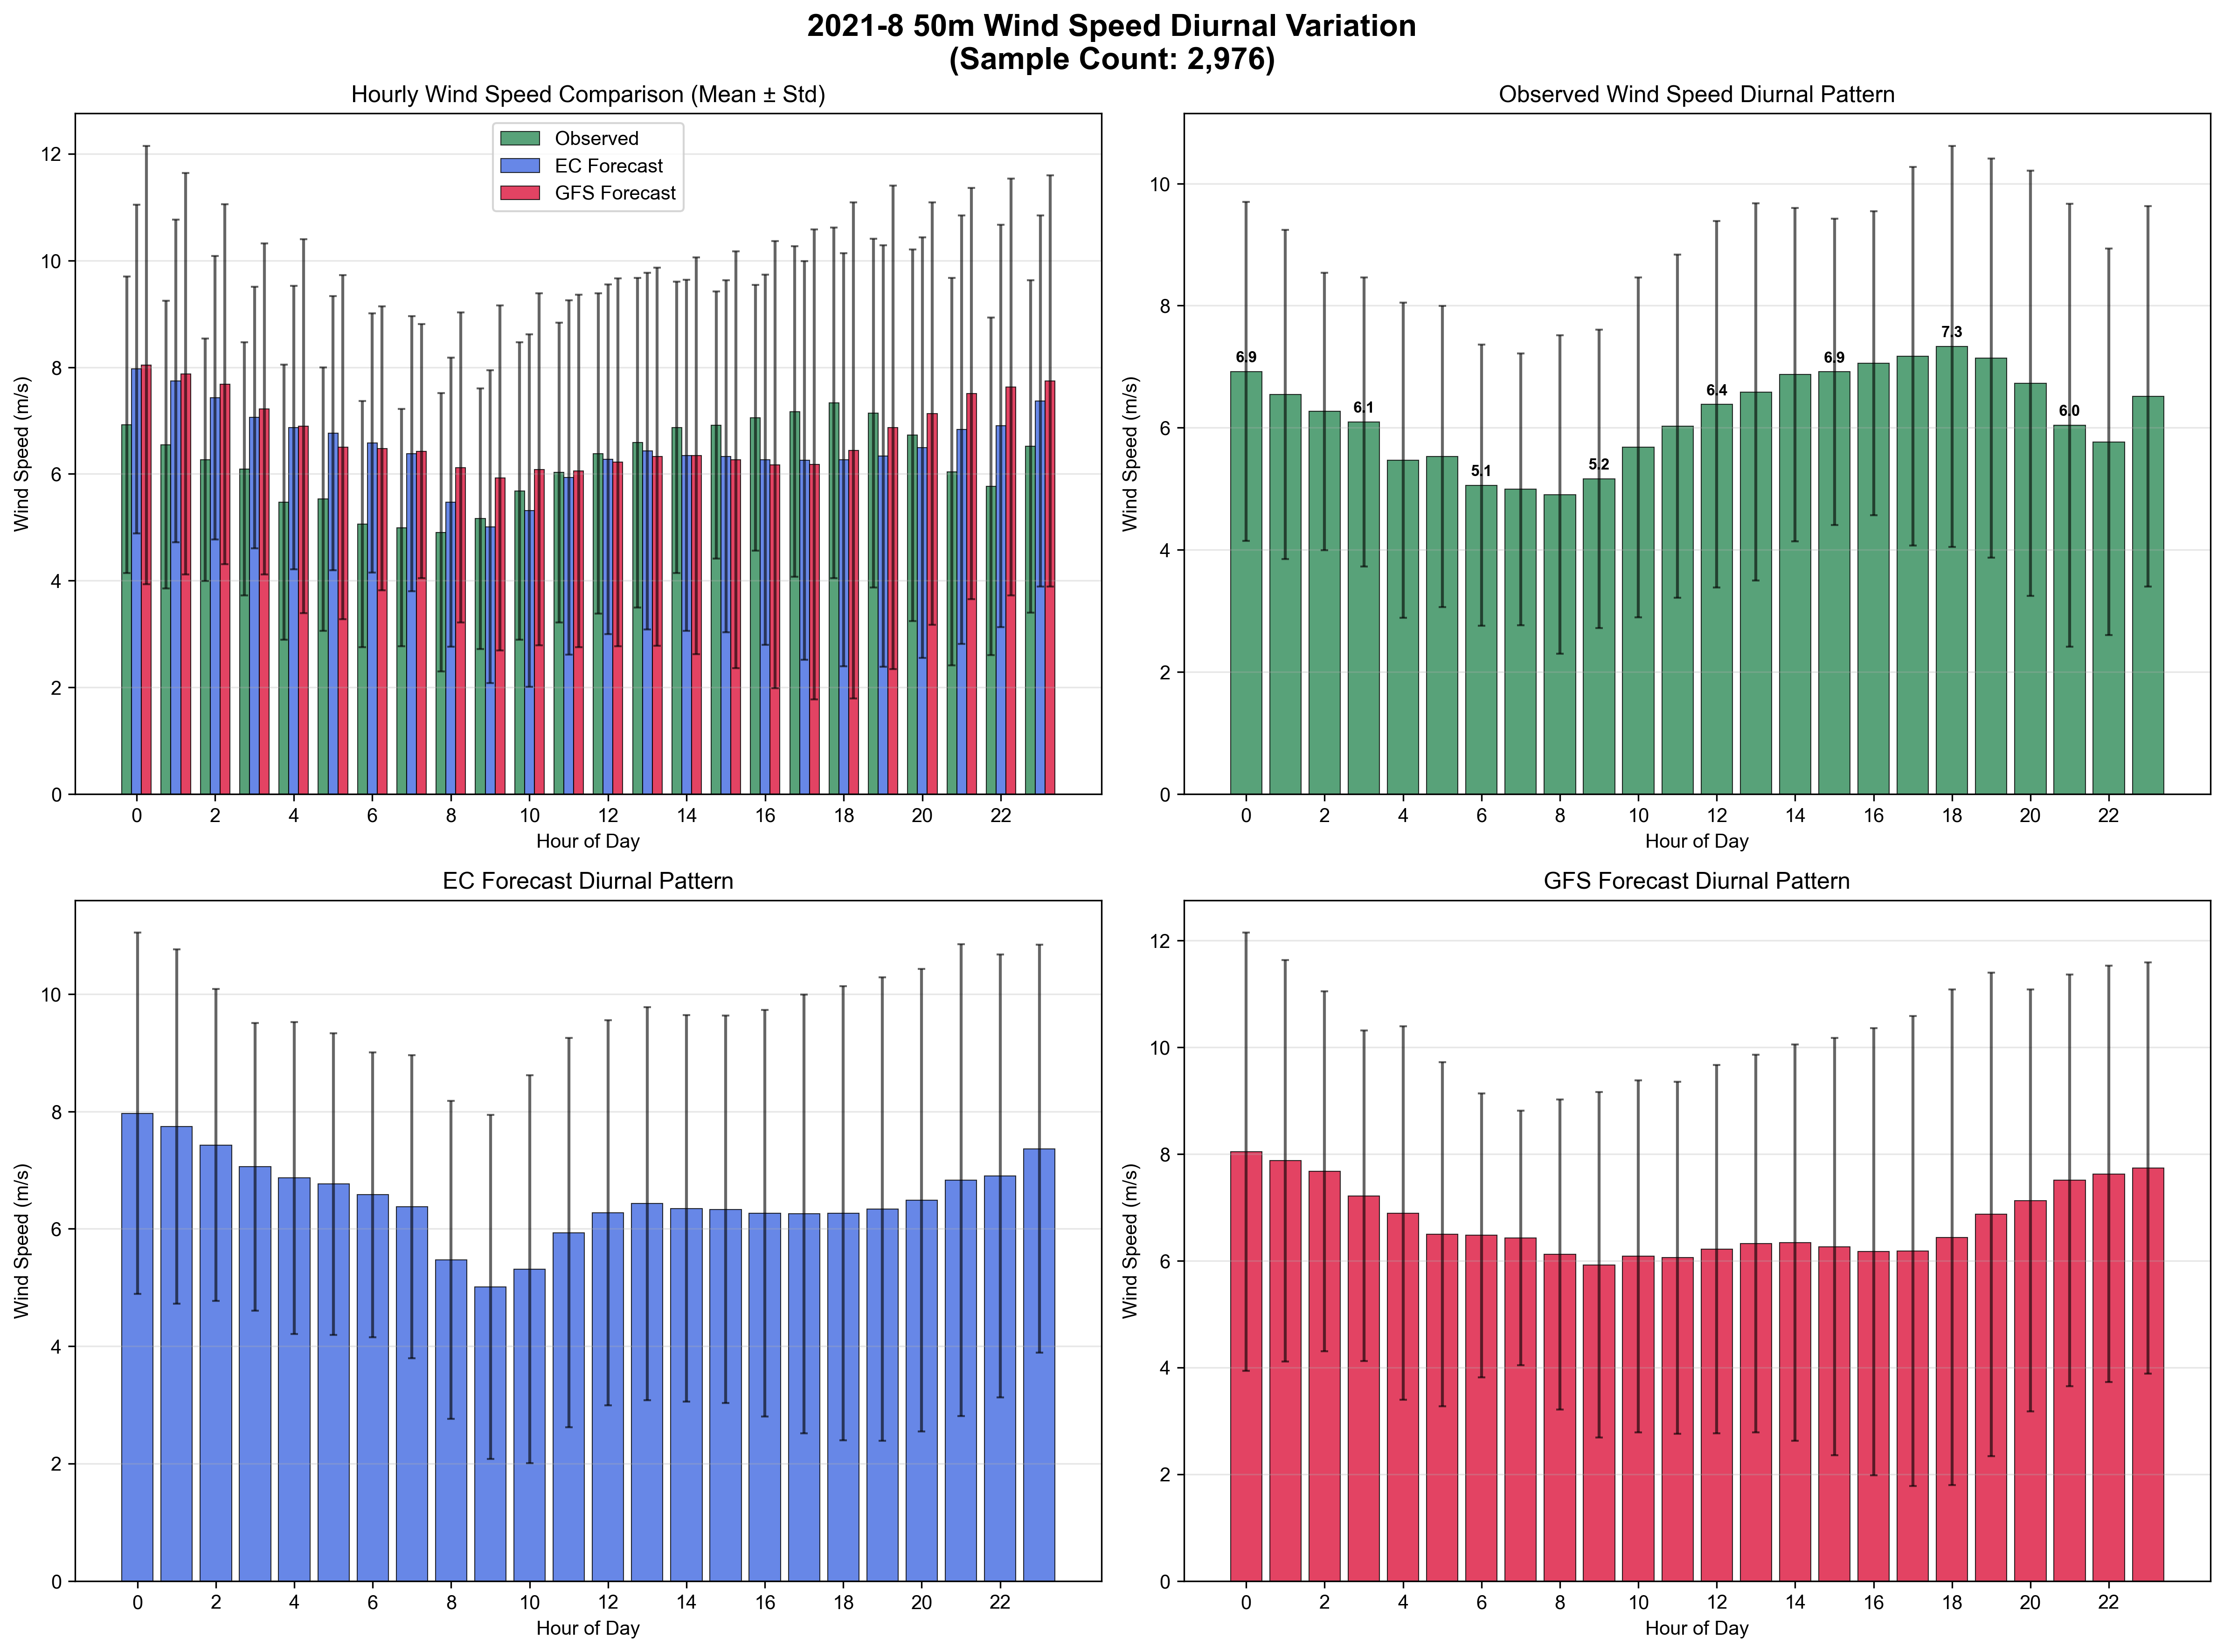 2021-8 50m Wind Speed Diurnal Variation
(Sample Count: 2,976)
Hourly Wind Speed Comparison (Mean ± Std)
Observed
EC Forecast
GFS Forecast
Wind Speed (m/s)
12
10
8
6
4
2
0
0 2 4 6 8 10 12 14 16 18 20 22
Hour of Day
Observed Wind Speed Diurnal Pattern
Wind Speed (m/s)
10
8
6
4
2
0
6.9 6.1 5.1 5.2 6.4 6.9 7.3 6.0
0 2 4 6 8 10 12 14 16 18 20 22
Hour of Day
EC Forecast Diurnal Pattern
Wind Speed (m/s)
10
8
6
4
2
0
0 2 4 6 8 10 12 14 16 18 20 22
Hour of Day
GFS Forecast Diurnal Pattern
Wind Speed (m/s)
12
10
8
6
4
2
0
0 2 4 6 8 10 12 14 16 18 20 22
Hour of Day